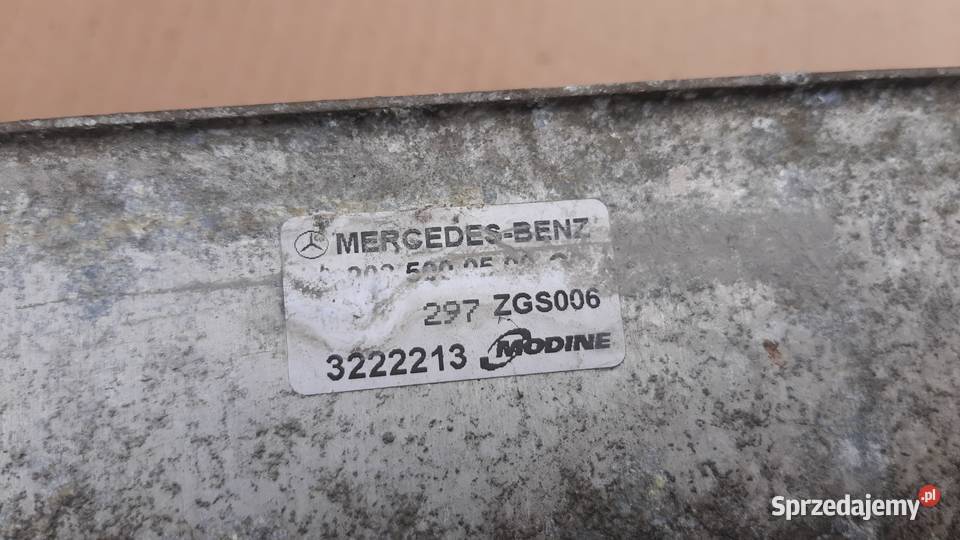 MERCEDES-BENZ
297 ZGS006
3222213 MODINE
Sprzedajemy.pl